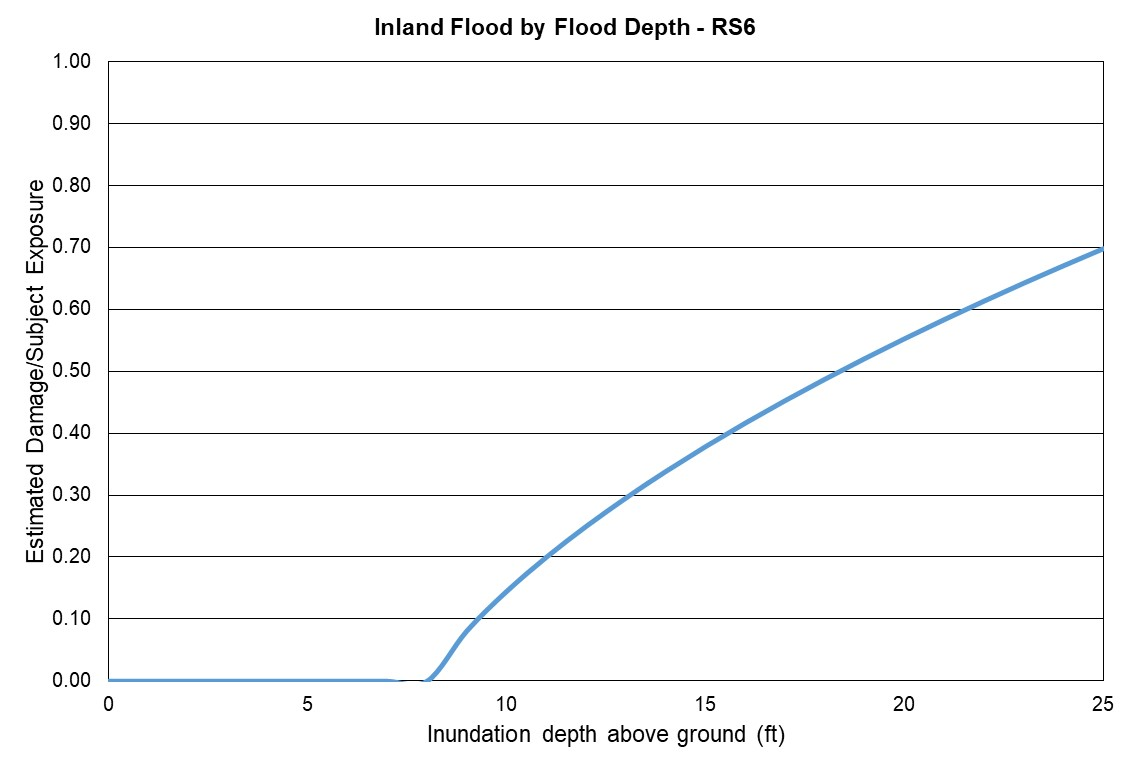 Inland Flood by Flood Depth - RS6
1.00
0.90
0.80
0.70
0.60
0.50
0.40
0.30
0.20
0.10
0.00
Estimated Damage/Subject Exposure
0 5 10 15 20 25
Inundation depth above ground (ft)